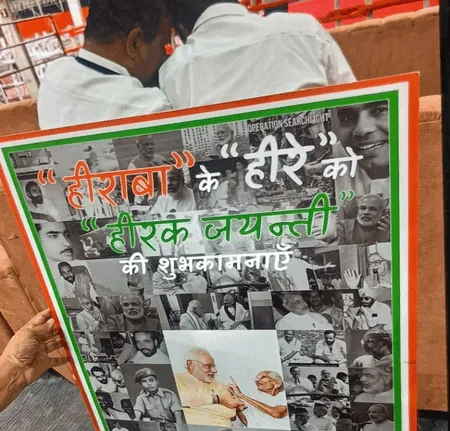 OPERATION SEARCHLIGHT
"हीराबा" के "हीरे" को
"हीरक जयन्ती"
की शुभकामनाएँ